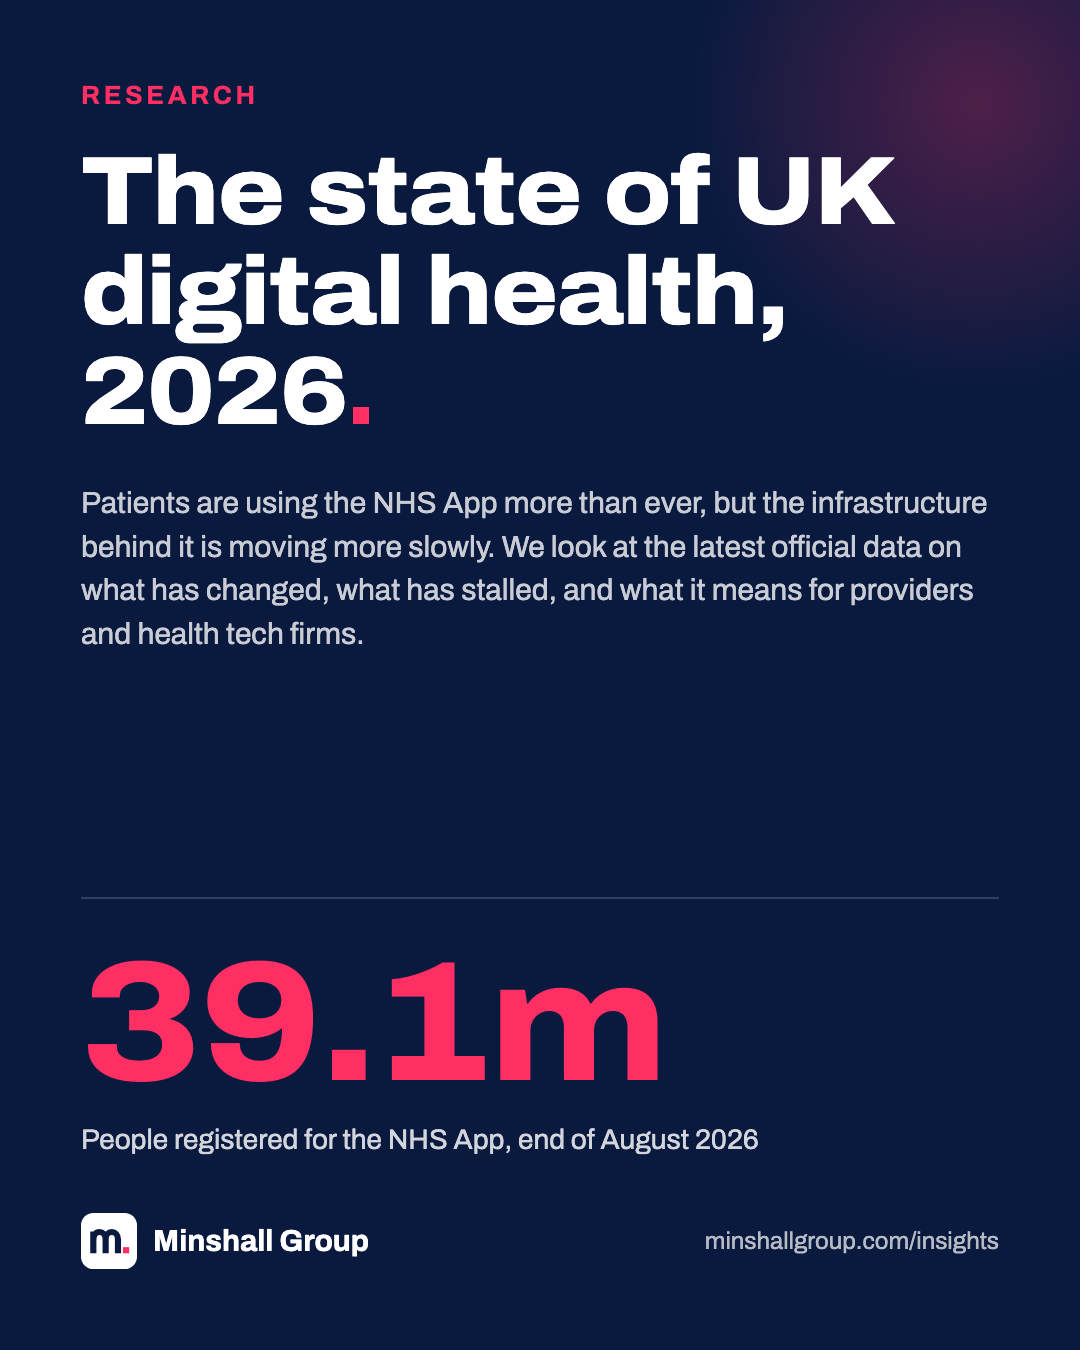 RESEARCH
The state of UK
digital health,
2026.
Patients are using the NHS App more than ever, but the infrastructure
behind it is moving more slowly. We look at the latest official data on
what has changed, what has stalled, and what it means for providers
and health tech firms.
39.1m
People registered for the NHS App, end of August 2026
m. Minshall Group
minshallgroup.com/insights